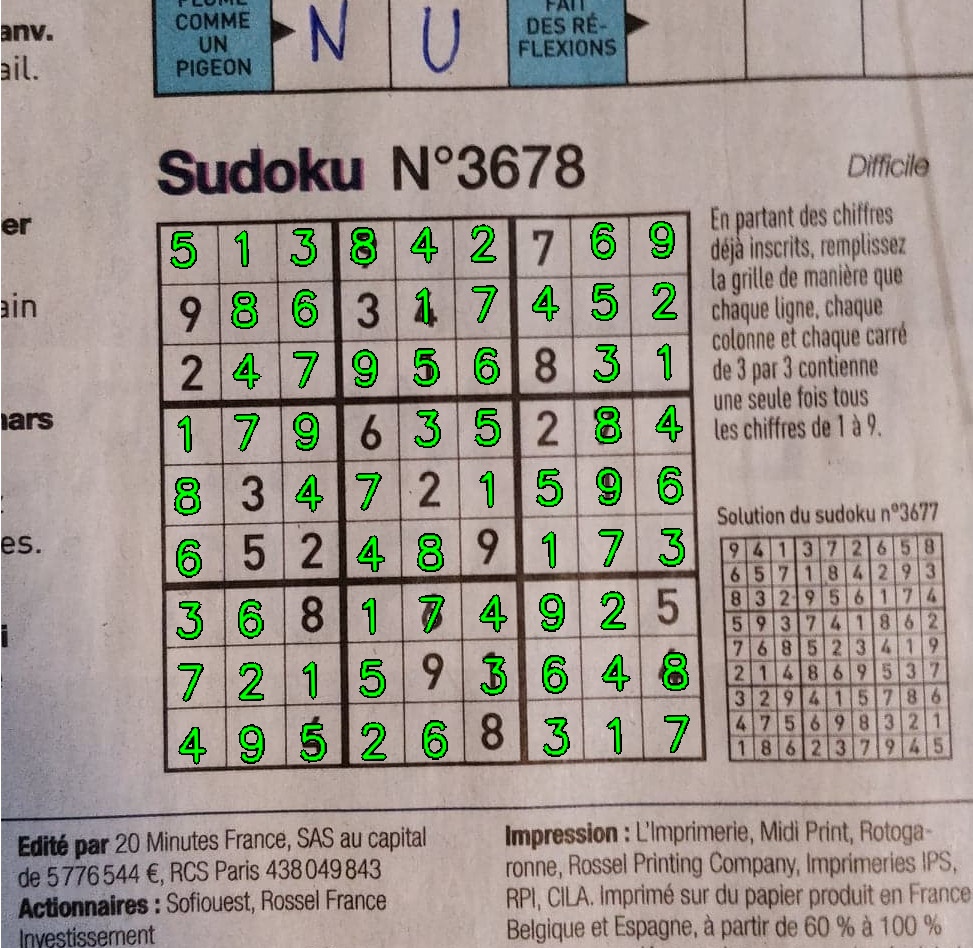 PLUME
COMME
UN
PIGEON
N U
FAIT
DES RÉ-
FLEXIONS
anv.
ail.
er
ain
ars
es.
i
Sudoku N°3678
Difficile
5 1 3 8 4 2 7 6 9
9 8 6 3 1 7 4 5 2
2 4 7 9 5 6 8 3 1
1 7 9 6 3 5 2 8 4
8 3 4 7 2 1 5 9 6
6 5 2 4 8 9 1 7 3
3 6 8 1 7 4 9 2 5
7 2 1 5 9 3 6 4 8
4 9 5 2 6 8 3 1 7
En partant des chiffres
déjà inscrits, remplissez
la grille de manière que
chaque ligne, chaque
colonne et chaque carré
de 3 par 3 contienne
une seule fois tous
les chiffres de 1 à 9.
Solution du sudoku n°3677
9 4 1 3 7 2 6 5 8
6 5 7 1 8 4 2 9 3
8 3 2 9 5 6 1 7 4
5 9 3 7 4 1 8 6 2
7 6 8 5 2 3 4 1 9
2 1 4 8 6 9 5 3 7
3 2 9 4 1 5 7 8 6
4 7 5 6 9 8 3 2 1
1 8 6 2 3 7 9 4 5
Edité par 20 Minutes France, SAS au capital
de 5 776 544 €, RCS Paris 438 049 843
Actionnaires : Sofiouest, Rossel France
Investissement
Impression : L'Imprimerie, Midi Print, Rotoga-
ronne, Rossel Printing Company, Imprimeries IPS,
RPI, CILA. Imprimé sur du papier produit en France
Belgique et Espagne, à partir de 60 % à 100 %